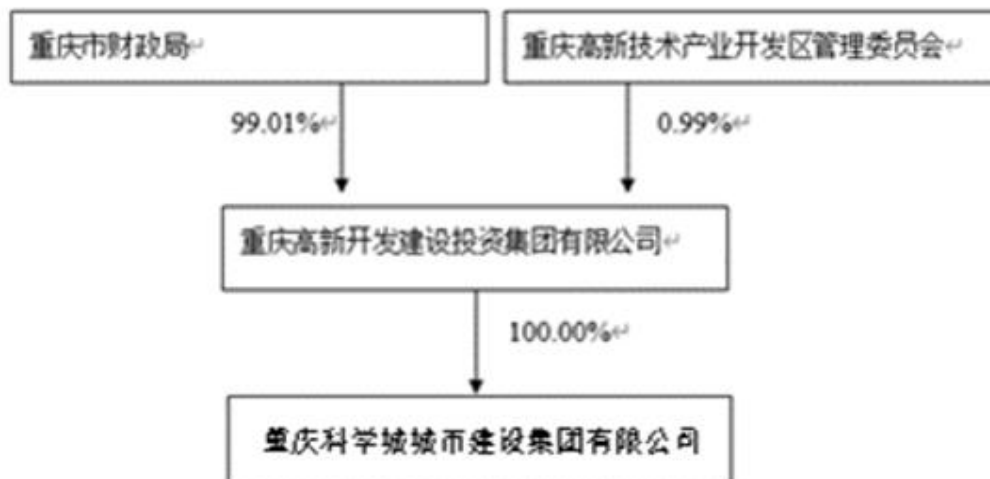 重庆市财政局
重庆高新技术产业开发区管理委员会
99.01%
0.99%
重庆高新开发建设投资集团有限公司
100.00%
重庆科学城城市建设集团有限公司